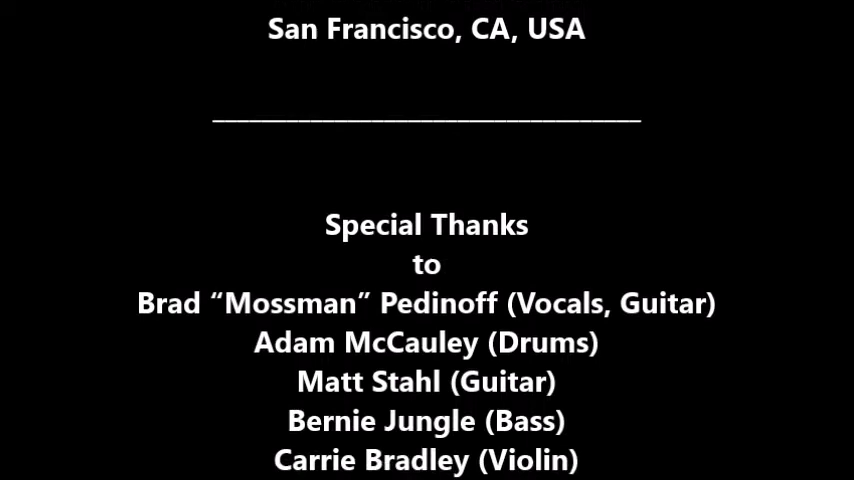 San Francisco, CA, USA
___________________________________
Special Thanks
to
Brad “Mossman” Pedinoff (Vocals, Guitar)
Adam McCauley (Drums)
Matt Stahl (Guitar)
Bernie Jungle (Bass)
Carrie Bradley (Violin)